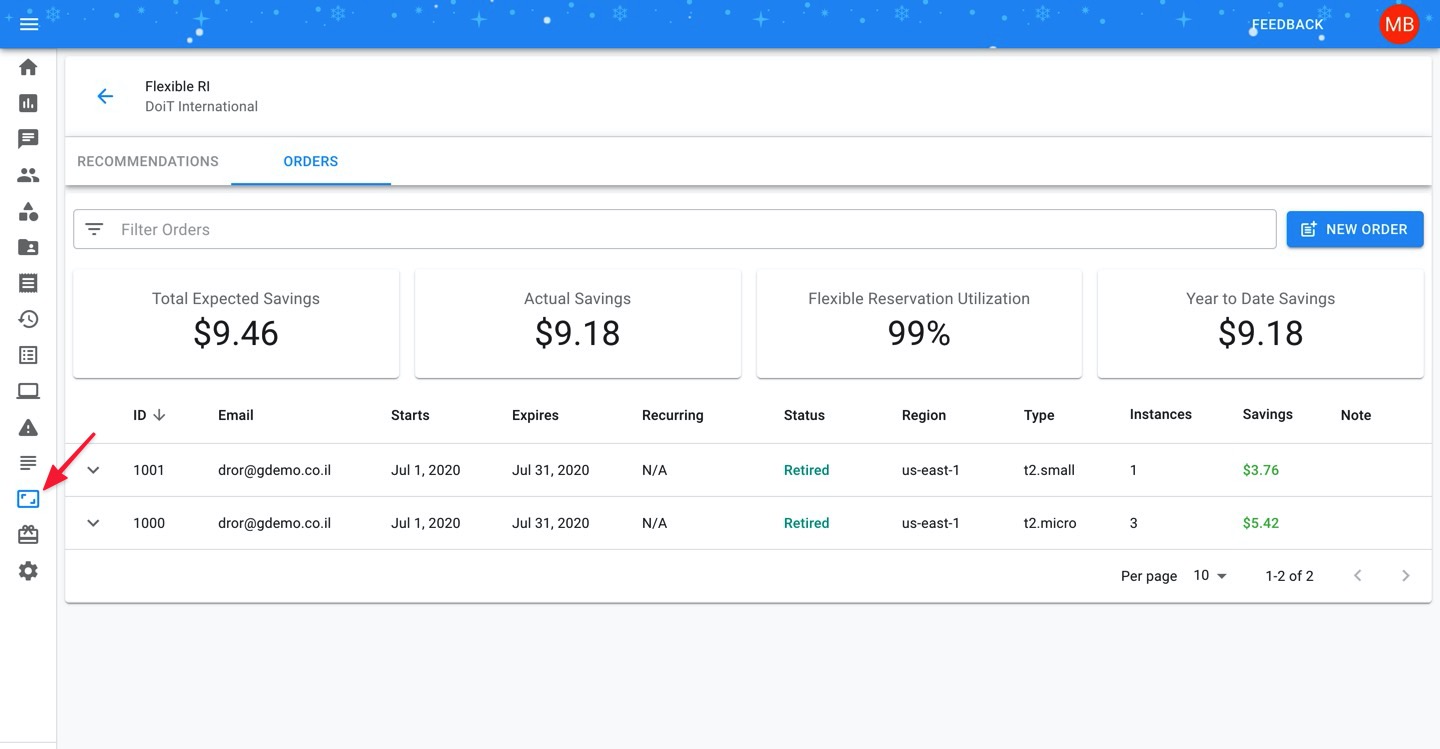 FEEDBACK
MB
Flexible RI
DoiT International
RECOMMENDATIONS ORDERS
Filter Orders
NEW ORDER
Total Expected Savings
$9.46
Actual Savings
$9.18
Flexible Reservation Utilization
99%
Year to Date Savings
$9.18
ID Email Starts Expires Recurring Status Region Type Instances Savings Note
1001 dror@gdemo.co.il Jul 1, 2020 Jul 31, 2020 N/A Retired us-east-1 t2.small 1 $3.76
1000 dror@gdemo.co.il Jul 1, 2020 Jul 31, 2020 N/A Retired us-east-1 t2.micro 3 $5.42
Per page 10 1-2 of 2